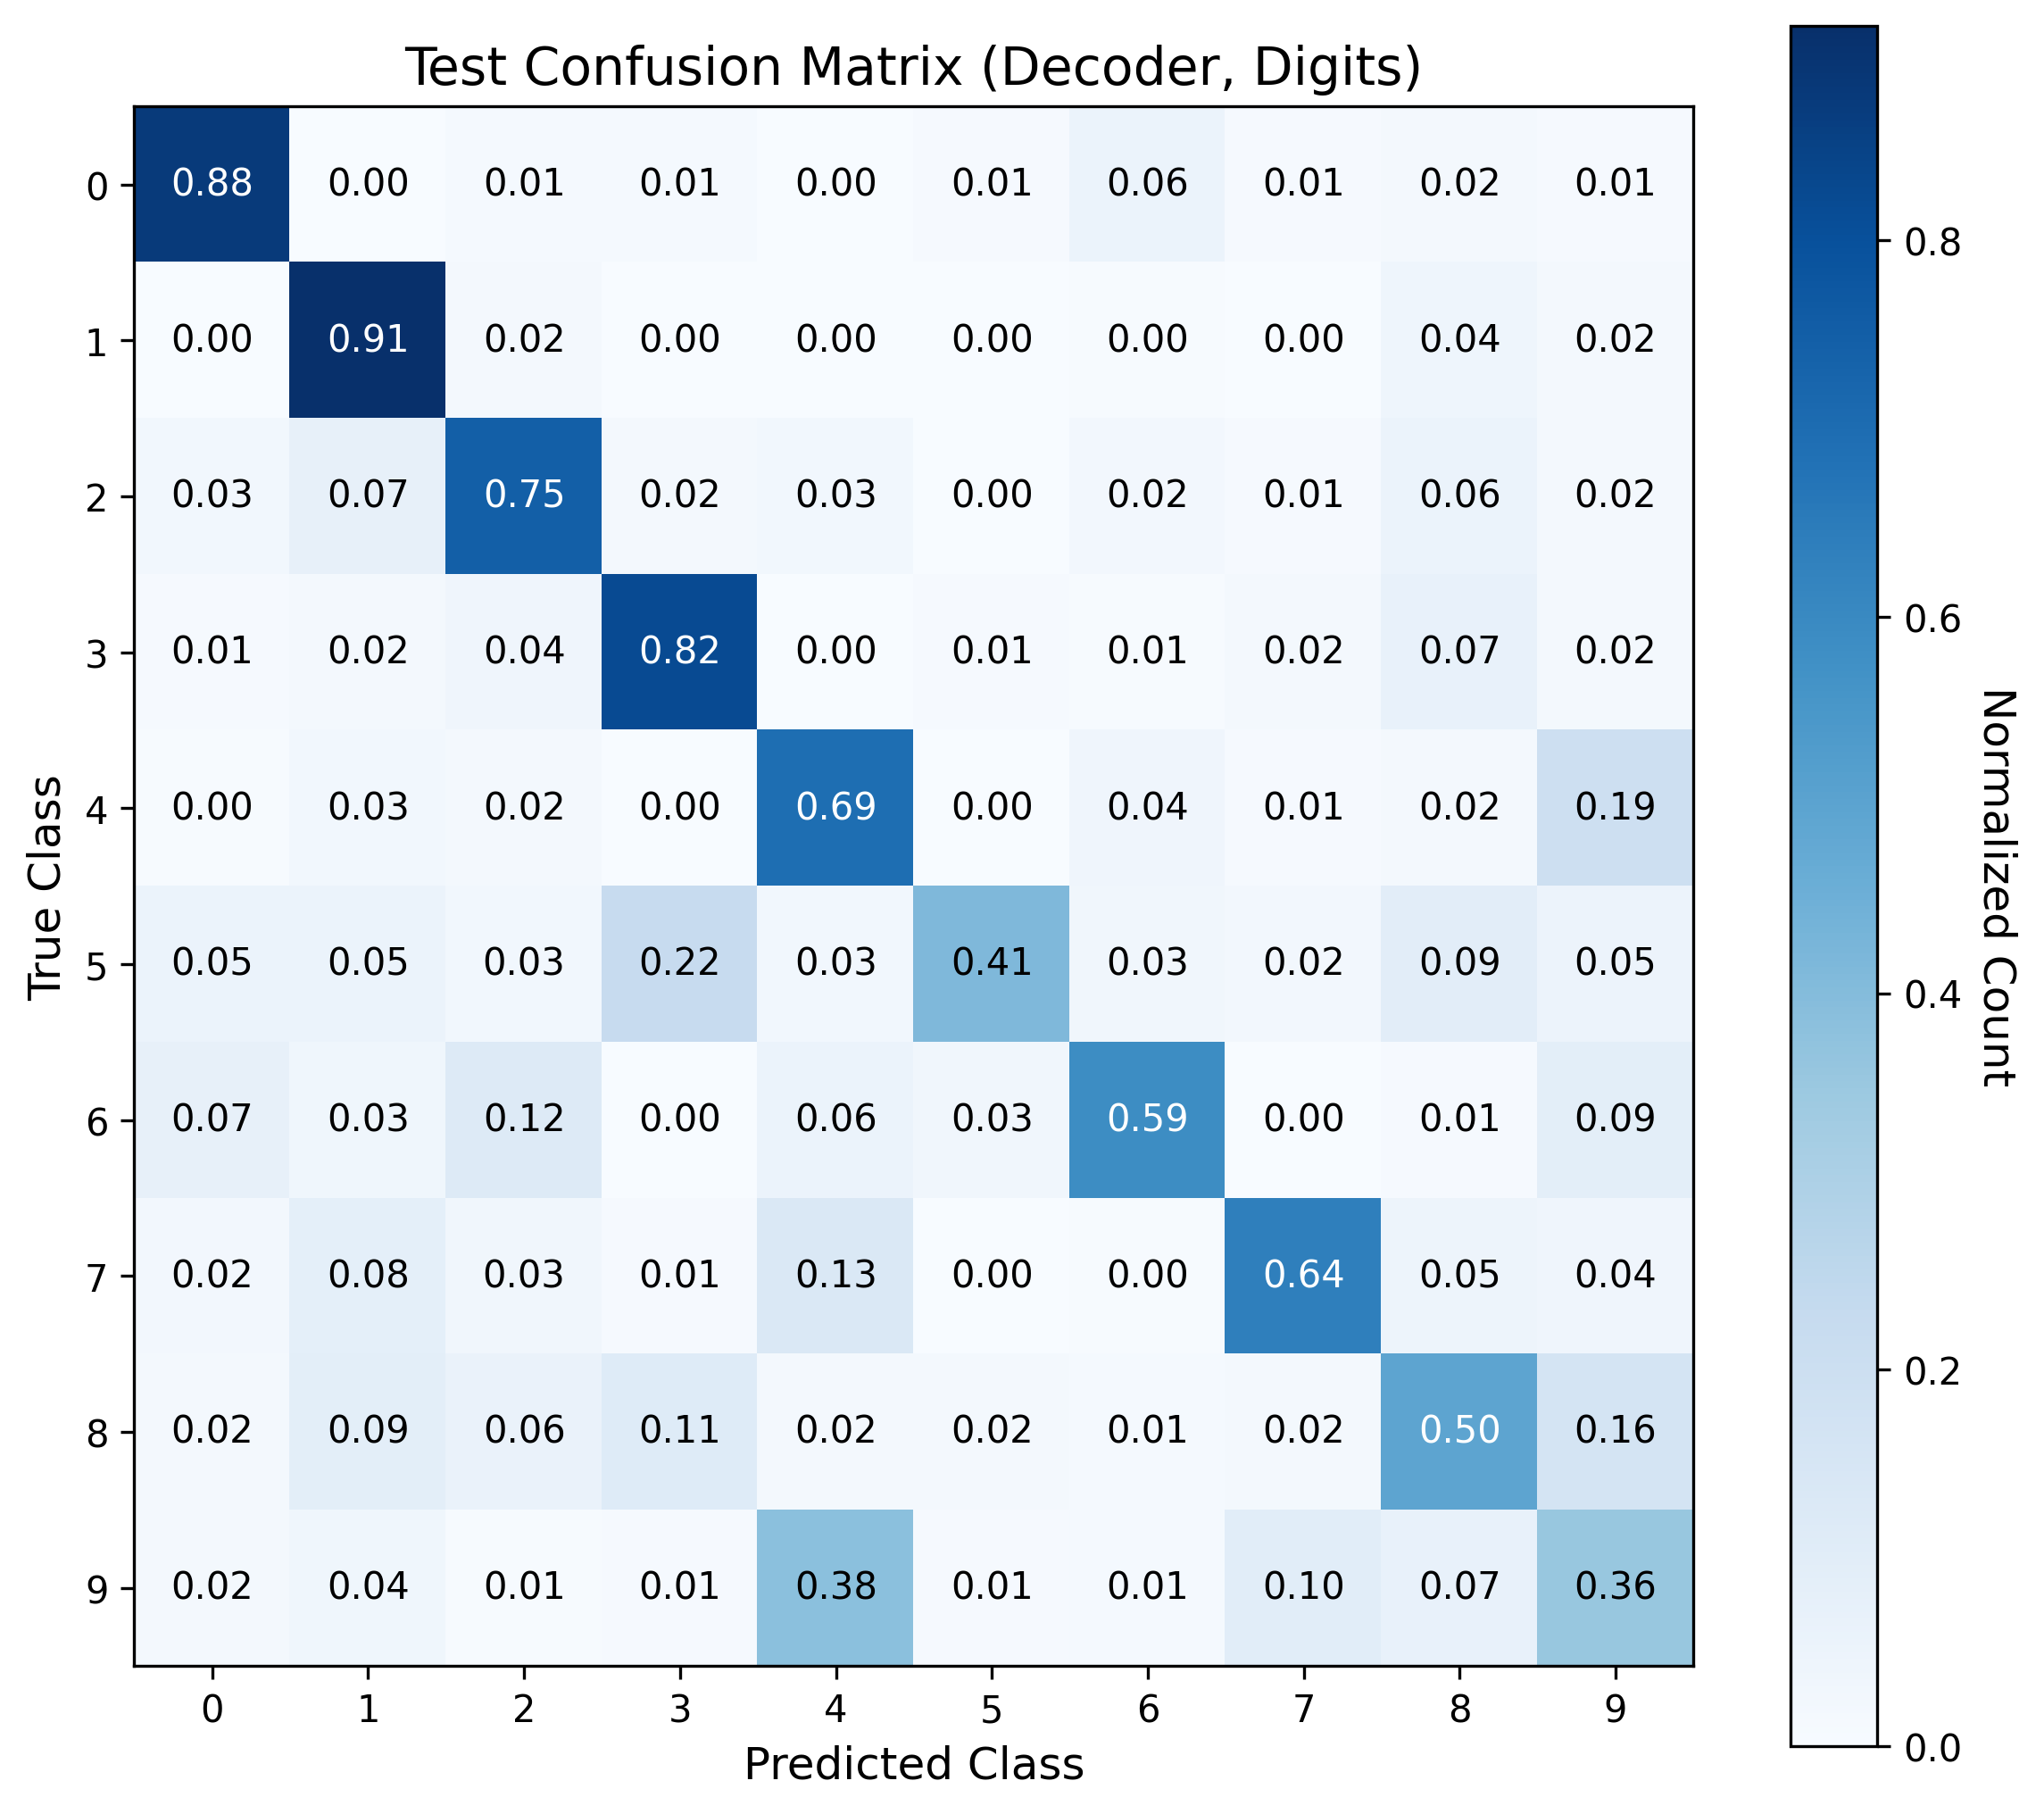 Test Confusion Matrix (Decoder, Digits)
0 0.88 0.00 0.01 0.01 0.00 0.01 0.06 0.01 0.02 0.01
1 0.00 0.91 0.02 0.00 0.00 0.00 0.00 0.00 0.04 0.02
2 0.03 0.07 0.75 0.02 0.03 0.00 0.02 0.01 0.06 0.02
3 0.01 0.02 0.04 0.82 0.00 0.01 0.01 0.02 0.07 0.02
4 0.00 0.03 0.02 0.00 0.69 0.00 0.04 0.01 0.02 0.19
5 0.05 0.05 0.03 0.22 0.03 0.41 0.03 0.02 0.09 0.05
6 0.07 0.03 0.12 0.00 0.06 0.03 0.59 0.00 0.01 0.09
7 0.02 0.08 0.03 0.01 0.13 0.00 0.00 0.64 0.05 0.04
8 0.02 0.09 0.06 0.11 0.02 0.02 0.01 0.02 0.50 0.16
9 0.02 0.04 0.01 0.01 0.38 0.01 0.01 0.10 0.07 0.36
0 1 2 3 4 5 6 7 8 9
Predicted Class
True Class
0.8
0.6
0.4
0.2
0.0
Normalized Count